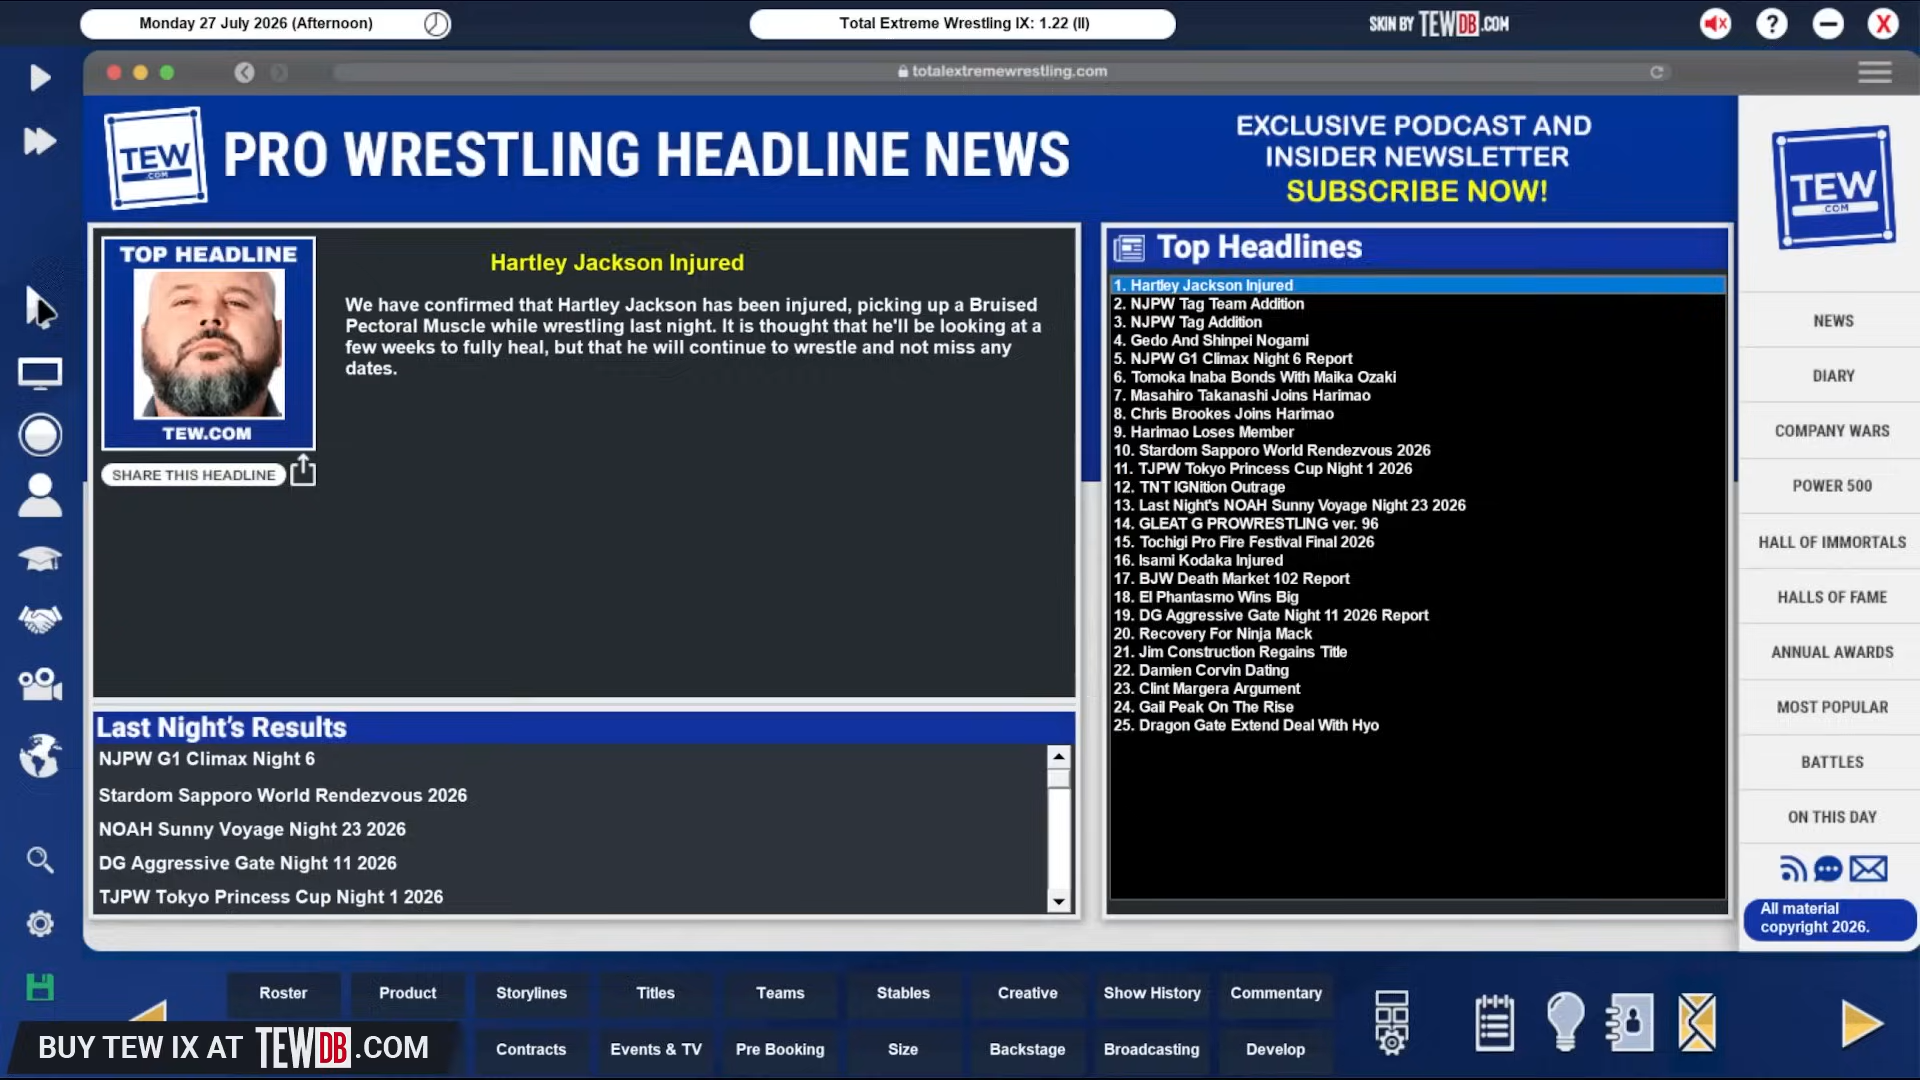 Monday 27 July 2026 (Afternoon)
Total Extreme Wrestling IX: 1.22 (II)
SKIN BY TEWDB.COM
?
X
totalextremewrestling.com
TEW
.COM
PRO WRESTLING HEADLINE NEWS
EXCLUSIVE PODCAST AND
INSIDER NEWSLETTER
SUBSCRIBE NOW!
TEW
.COM
TOP HEADLINE
TEW.COM
SHARE THIS HEADLINE
Hartley Jackson Injured
We have confirmed that Hartley Jackson has been injured, picking up a Bruised
Pectoral Muscle while wrestling last night. It is thought that he'll be looking at a
few weeks to fully heal, but that he will continue to wrestle and not miss any
dates.
Last Night's Results
NJPW G1 Climax Night 6
Stardom Sapporo World Rendezvous 2026
NOAH Sunny Voyage Night 23 2026
DG Aggressive Gate Night 11 2026
TJPW Tokyo Princess Cup Night 1 2026
Top Headlines
1. Hartley Jackson Injured
2. NJPW Tag Team Addition
3. NJPW Tag Addition
4. Gedo And Shinpei Nogami
5. NJPW G1 Climax Night 6 Report
6. Tomoka Inaba Bonds With Maika Ozaki
7. Masahiro Takanashi Joins Harimao
8. Chris Brookes Joins Harimao
9. Harimao Loses Member
10. Stardom Sapporo World Rendezvous 2026
11. TJPW Tokyo Princess Cup Night 1 2026
12. TNT IGNition Outrage
13. Last Night's NOAH Sunny Voyage Night 23 2026
14. GLEAT G PROWRESTLING ver. 96
15. Tochigi Pro Fire Festival Final 2026
16. Isami Kodaka Injured
17. BJW Death Market 102 Report
18. El Phantasmo Wins Big
19. DG Aggressive Gate Night 11 2026 Report
20. Recovery For Ninja Mack
21. Jim Construction Regains Title
22. Damien Corvin Dating
23. Clint Margera Argument
24. Gail Peak On The Rise
25. Dragon Gate Extend Deal With Hyo
NEWS
DIARY
COMPANY WARS
POWER 500
HALL OF IMMORTALS
HALLS OF FAME
ANNUAL AWARDS
MOST POPULAR
BATTLES
ON THIS DAY
All material
copyright 2026.
Roster
Product
Storylines
Titles
Teams
Stables
Creative
Show History
Commentary
Contracts
Events & TV
Pre Booking
Size
Backstage
Broadcasting
Develop
BUY TEW IX AT TEWDB.COM